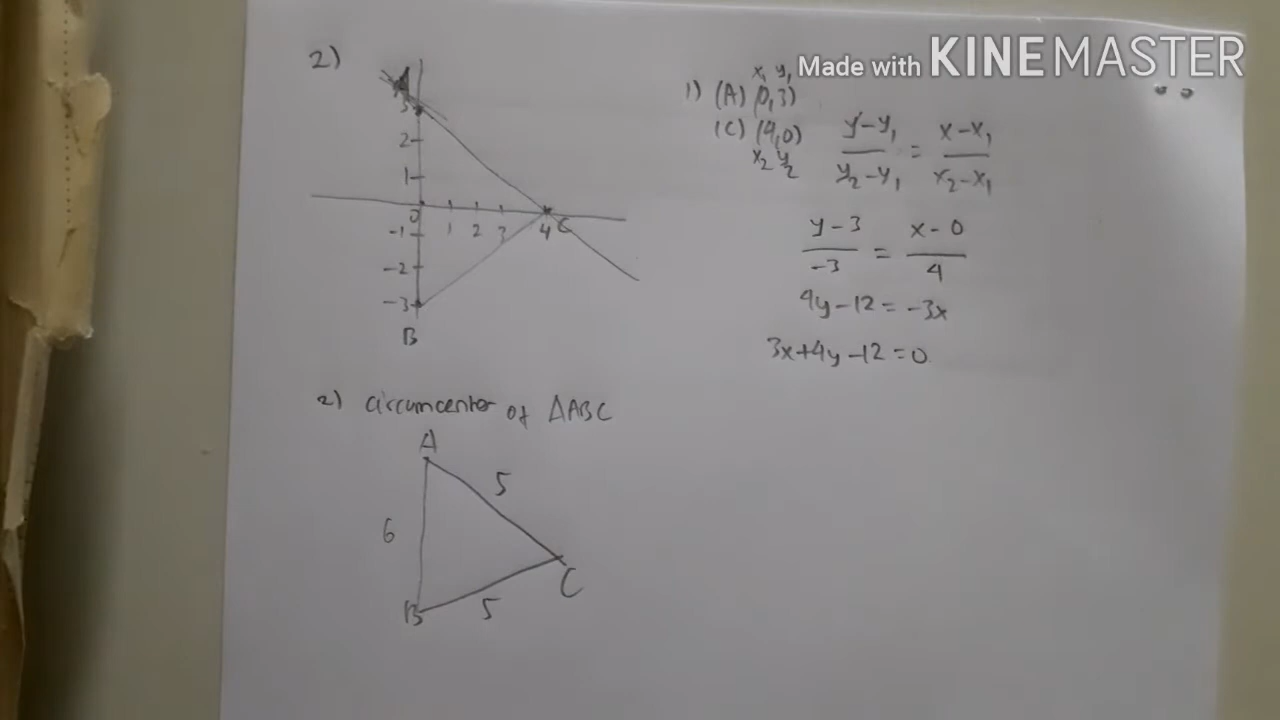 Made with KINEMASTER
2)
A
3
2
1
0
1 2 3 4 C
-1
-2
-3
B
x₁ y₁
1) (A) (0,3)
(C) (4,0)
x₂ y₂
y-y₁ / y₂-y₁ = x-x₁ / x₂-x₁
y-3 / -3 = x-0 / 4
4y-12 = -3x
3x+4y-12=0
2) circumcenter of ΔABC
A
5
6
C
B
5